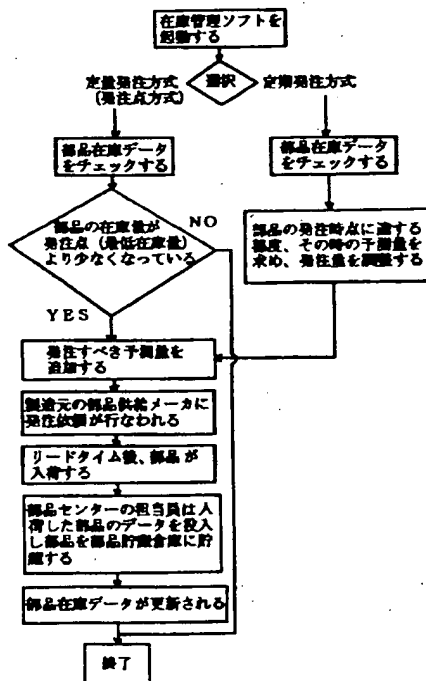 在庫管理ソフトを
起動する
選択
定量発注方式
(発注点方式)
定期発注方式
部品在庫データ
をチェックする
部品在庫データ
をチェックする
部品の在庫量が
発注点(最低在庫量)
より少なくなっている
NO
YES
部品の発注時点に達する
都度、その時の予測量を
求め、発注量を調整する
発注すべき予測量を
追加する
製造元の部品供給メーカに
発注依頼が行なわれる
リードタイム後、部品が
入荷する
部品センターの担当員は入
荷した部品のデータを投入
し部品を部品貯蔵倉庫に貯
蔵する
部品在庫データが更新される
終了